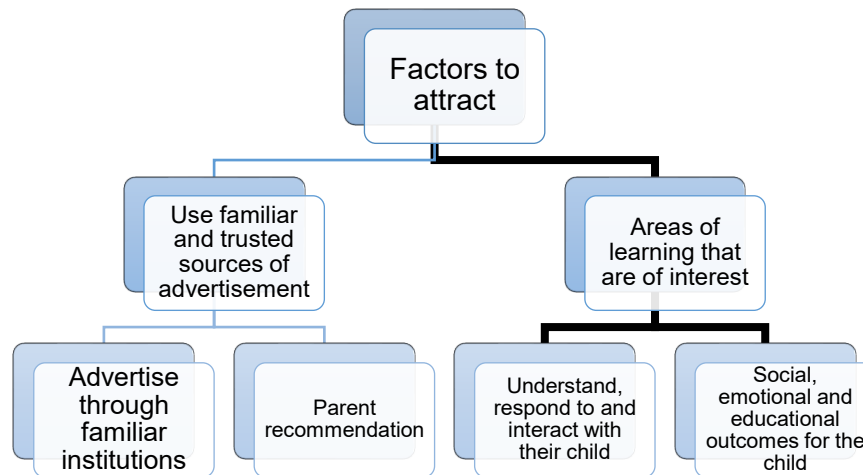 Factors to
attract
Use familiar
and trusted
sources of
advertisement
Areas of
learning that
are of interest
Advertise
through
familiar
institutions
Parent
recommendation
Understand,
respond to and
interact with
their child
Social,
emotional and
educational
outcomes for the
child